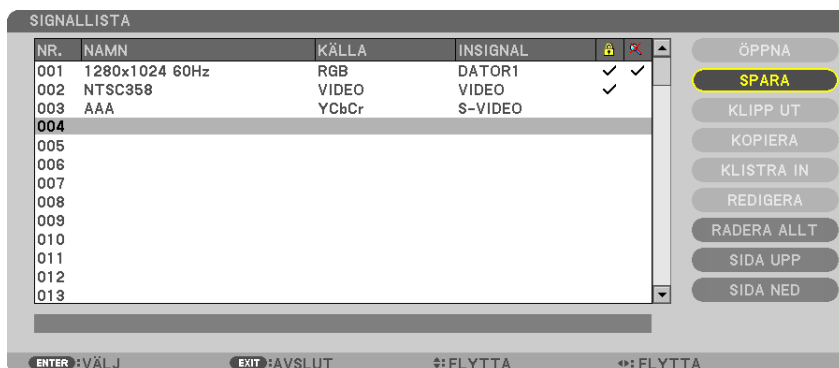 SIGNALLISTA
NR. NAMN KÄLLA INSIGNAL
001 1280x1024 60Hz RGB DATOR1 ✓ ✓
002 NTSC358 VIDEO VIDEO ✓
003 AAA YCbCr S-VIDEO
004
005
006
007
008
009
010
011
012
013
ÖPPNA
SPARA
KLIPP UT
KOPIERA
KLISTRA IN
REDIGERA
RADERA ALLT
SIDA UPP
SIDA NED
ENTER :VÄLJ EXIT :AVSLUT :FLYTTA :FLYTTA